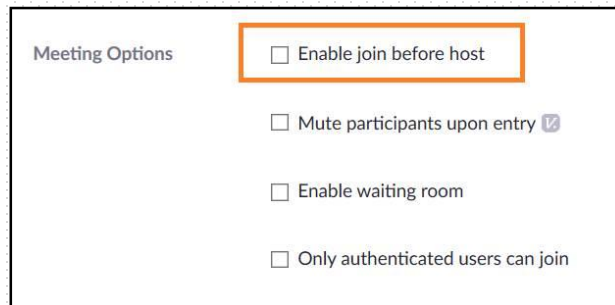 Meeting Options
Enable join before host
Mute participants upon entry
Enable waiting room
Only authenticated users can join